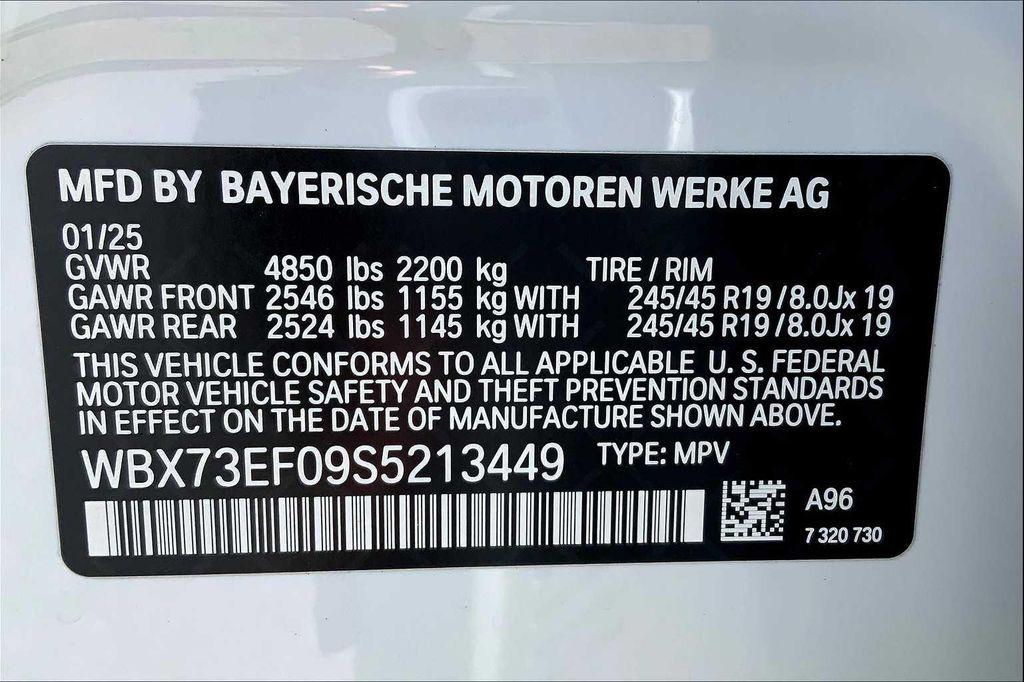 MFD BY BAYERISCHE MOTOREN WERKE AG
01/25
GVWR 4850 lbs 2200 kg TIRE / RIM
GAWR FRONT 2546 lbs 1155 kg WITH 245/45 R19 /8.0Jx 19
GAWR REAR 2524 lbs 1145 kg WITH 245/45 R19 /8.0Jx 19
THIS VEHICLE CONFORMS TO ALL APPLICABLE U. S. FEDERAL
MOTOR VEHICLE SAFETY AND THEFT PREVENTION STANDARDS
IN EFFECT ON THE DATE OF MANUFACTURE SHOWN ABOVE.
WBX73EF09S5213449 TYPE: MPV
A96
7 320 730